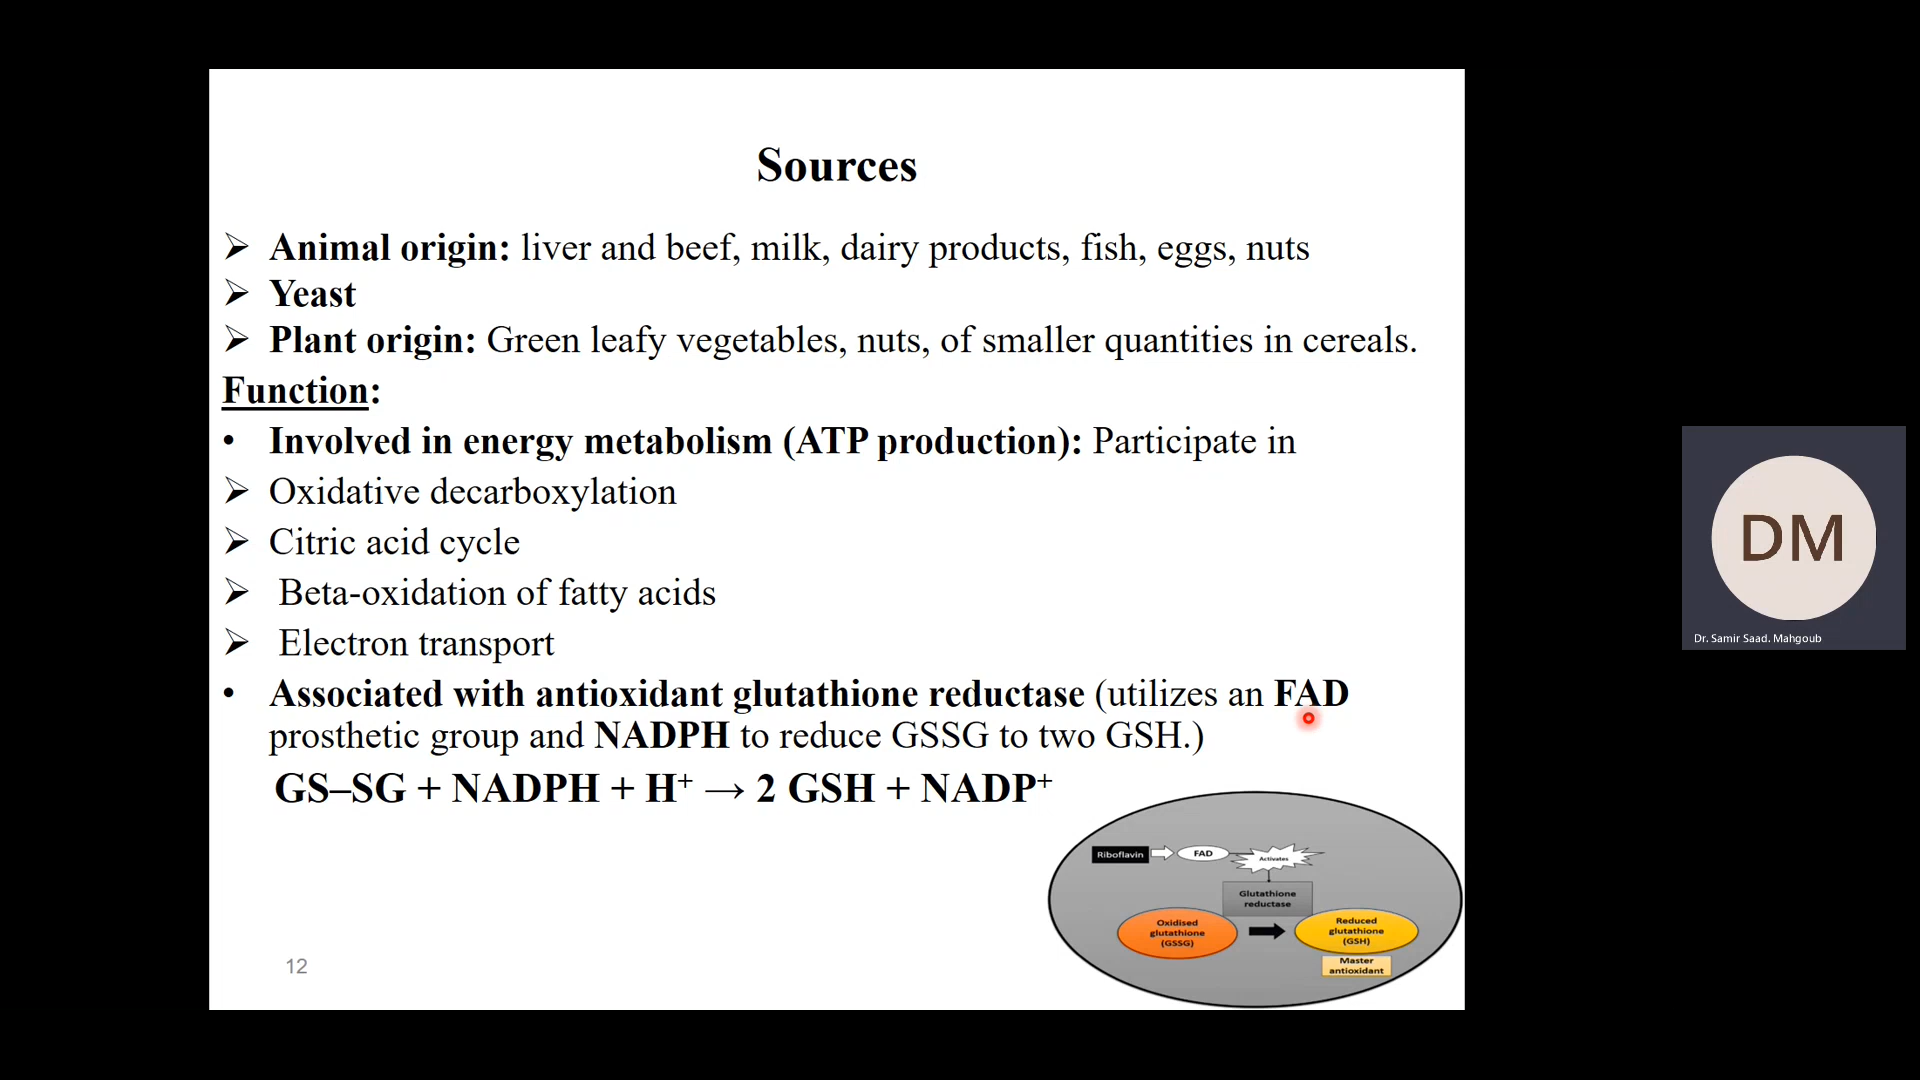 Sources
➢ Animal origin: liver and beef, milk, dairy products, fish, eggs, nuts
➢ Yeast
➢ Plant origin: Green leafy vegetables, nuts, of smaller quantities in cereals.
Function:
• Involved in energy metabolism (ATP production): Participate in
➢ Oxidative decarboxylation
➢ Citric acid cycle
➢ Beta-oxidation of fatty acids
➢ Electron transport
• Associated with antioxidant glutathione reductase (utilizes an FAD
prosthetic group and NADPH to reduce GSSG to two GSH.)
GS–SG + NADPH + H⁺ → 2 GSH + NADP⁺
Riboflavin
FAD
Activates
Glutathione
reductase
Oxidised
glutathione
(GSSG)
Reduced
glutathione
(GSH)
Master
antioxidant
12
DM
Dr. Samir Saad. Mahgoub